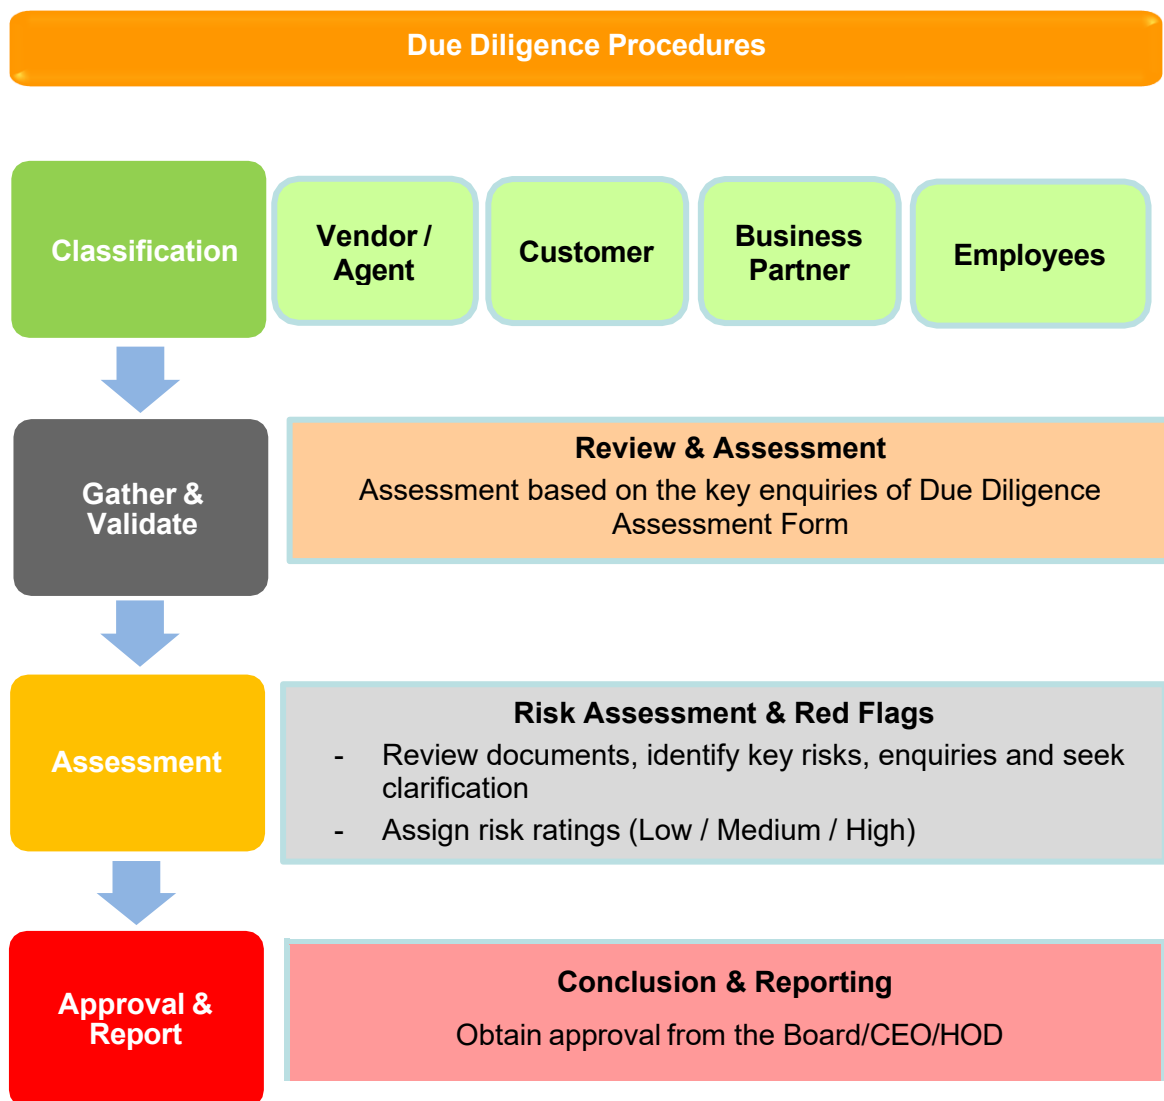 Due Diligence Procedures
Classification
Vendor /
Agent
Customer
Business
Partner
Employees
Gather &
Validate
Review & Assessment
Assessment based on the key enquiries of Due Diligence
Assessment Form
Assessment
Risk Assessment & Red Flags
- Review documents, identify key risks, enquiries and seek
clarification
- Assign risk ratings (Low / Medium / High)
Approval &
Report
Conclusion & Reporting
Obtain approval from the Board/CEO/HOD